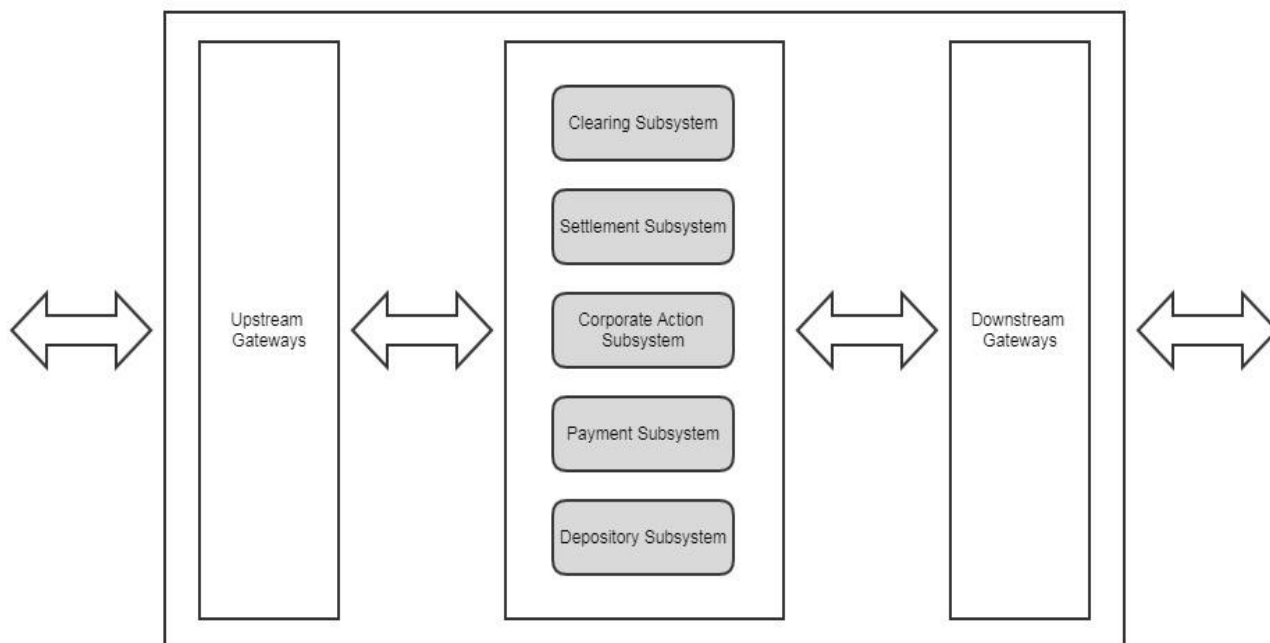 Clearing Subsystem
Settlement Subsystem
Upstream
Gateways
Corporate Action
Subsystem
Downstream
Gateways
Payment Subsystem
Depository Subsystem